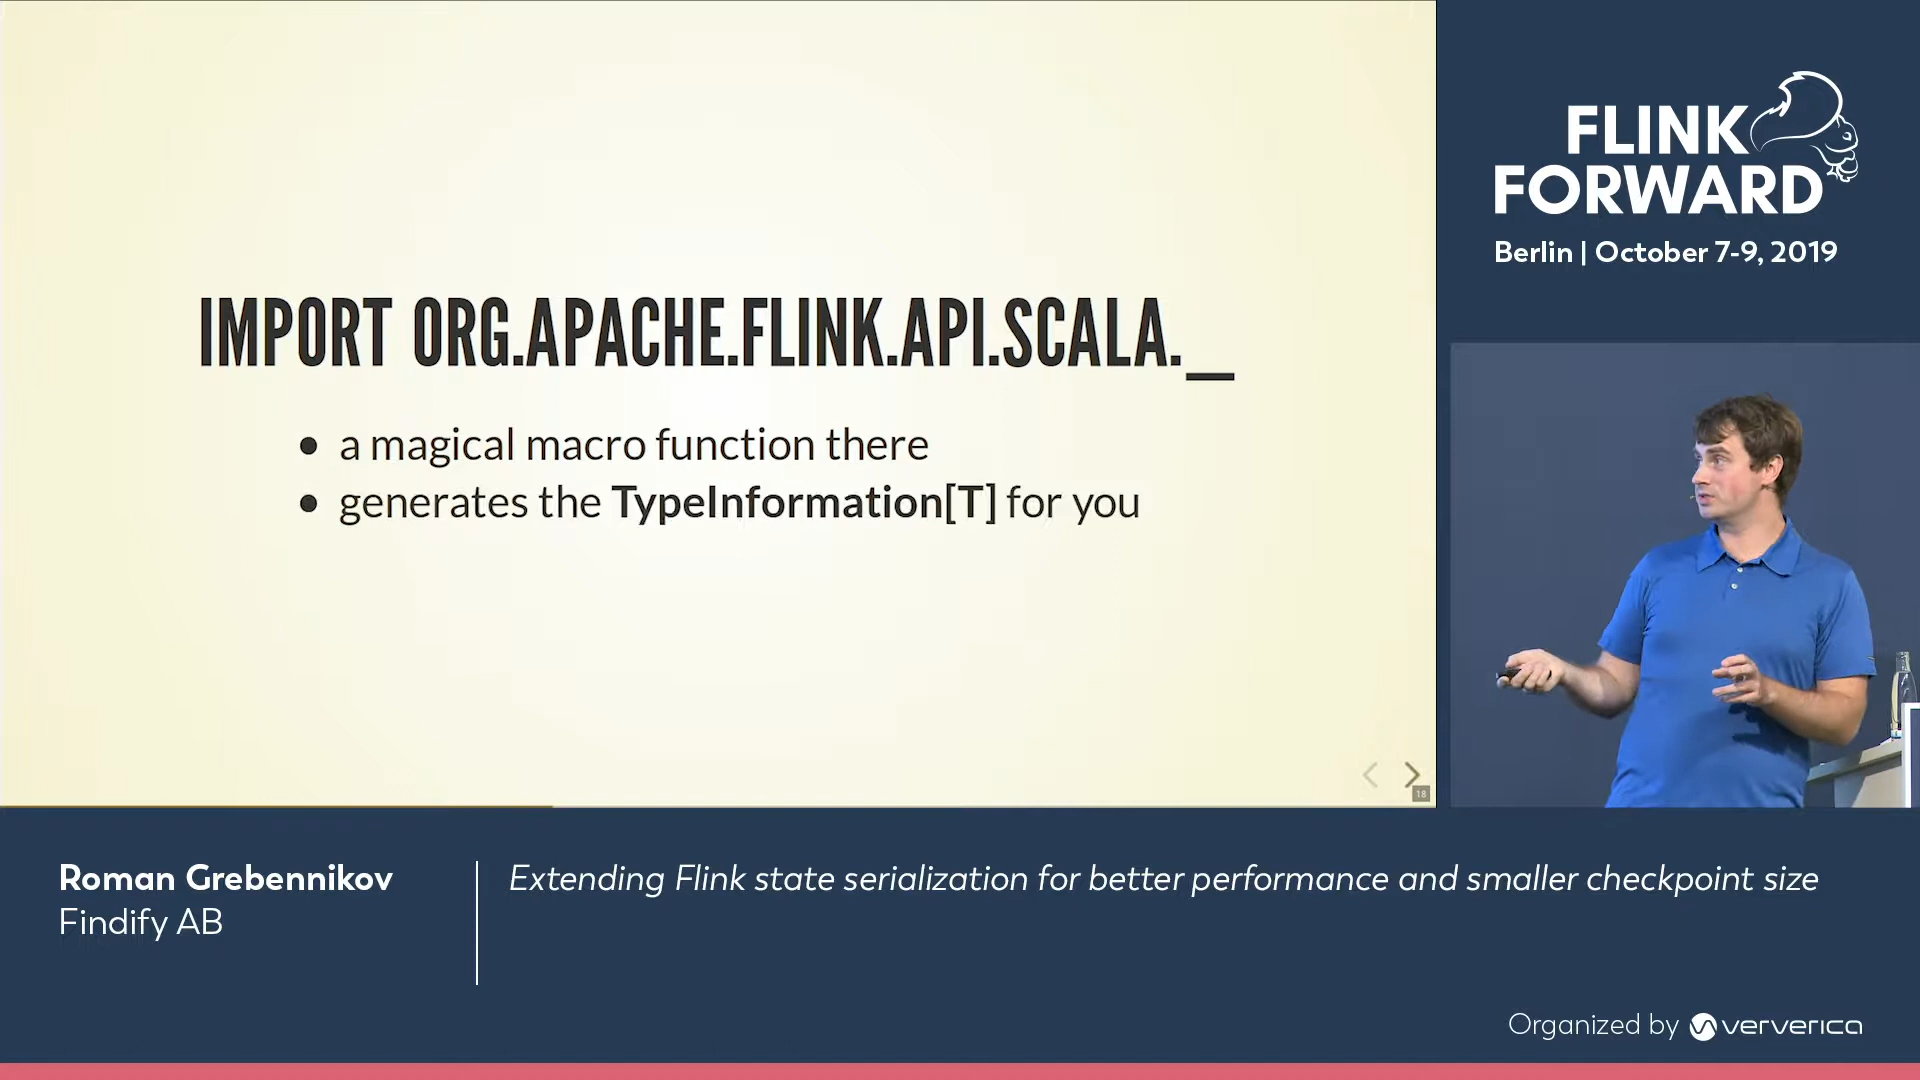 IMPORT ORG.APACHE.FLINK.API.SCALA._
• a magical macro function there
• generates the TypeInformation[T] for you
18
FLINK
FORWARD
Berlin | October 7-9, 2019
Roman Grebennikov
Findify AB
Extending Flink state serialization for better performance and smaller checkpoint size
Organized by ververica